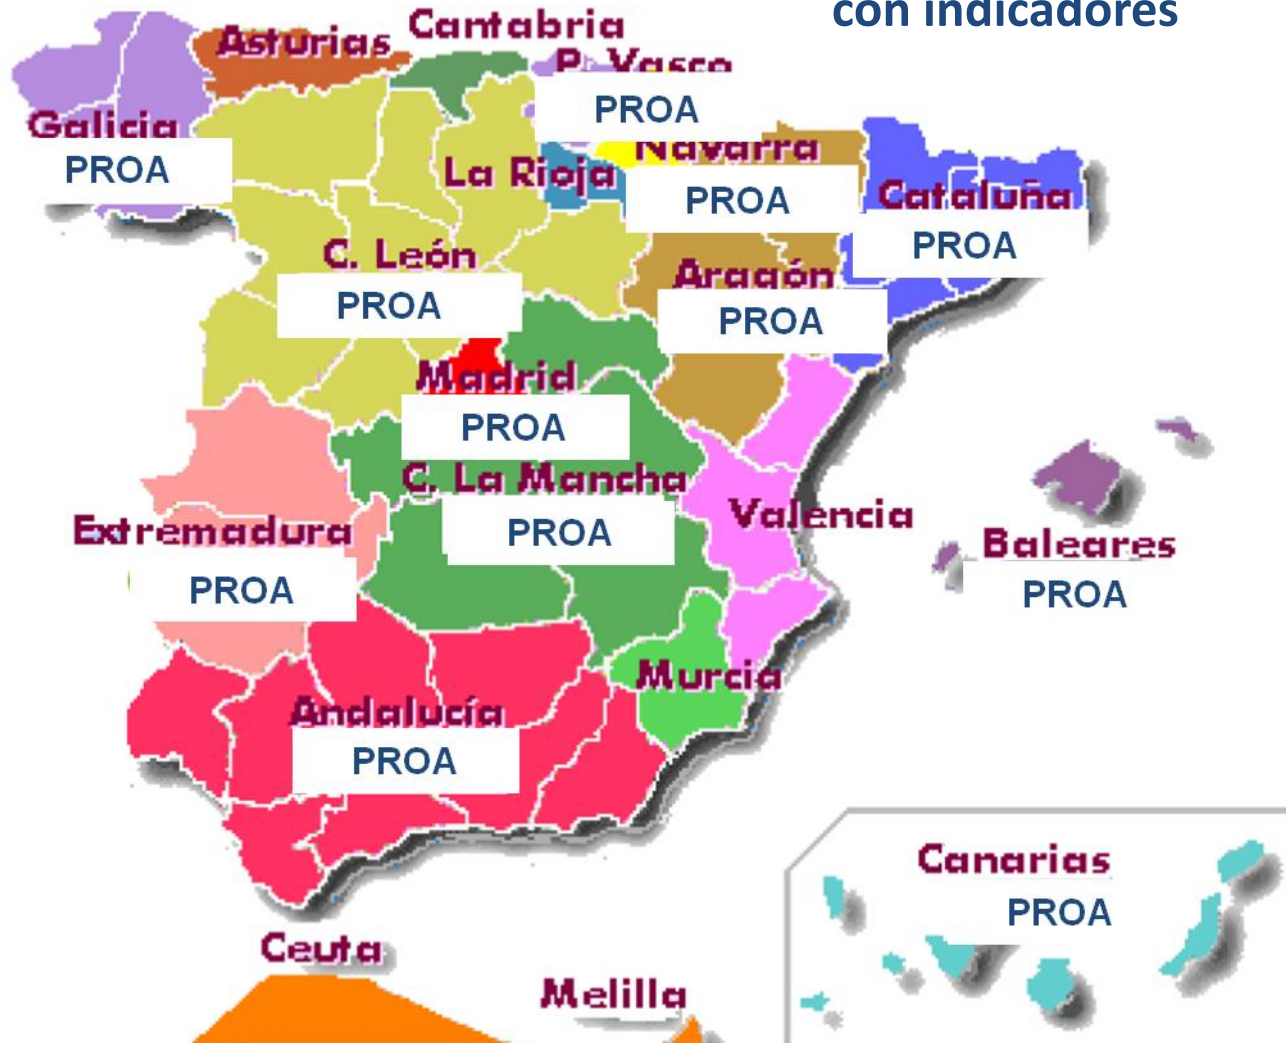 con indicadores
Cantabria
Asturias
P. Vasco
PROA
Galicia
PROA
Navarra
La Rioja
PROA
Cataluña
PROA
C. León
PROA
Aragón
PROA
Madrid
PROA
C. La Mancha
PROA
Valencia
Extremadura
PROA
Baleares
PROA
Murcia
Andalucía
PROA
Canarias
PROA
Ceuta
Melilla